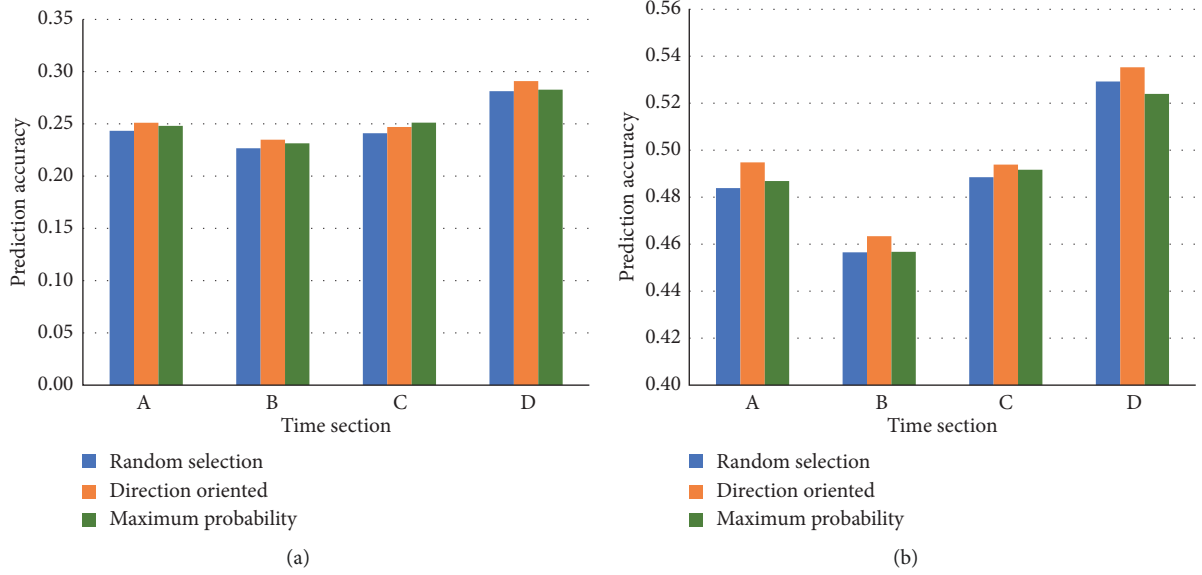 0.35
0.30
0.25
0.20
0.15
0.10
0.05
0.00
Prediction accuracy
A B C D
Time section
Random selection
Direction oriented
Maximum probability
(a)
0.56
0.54
0.52
0.50
0.48
0.46
0.44
0.42
0.40
Prediction accuracy
A B C D
Time section
Random selection
Direction oriented
Maximum probability
(b)